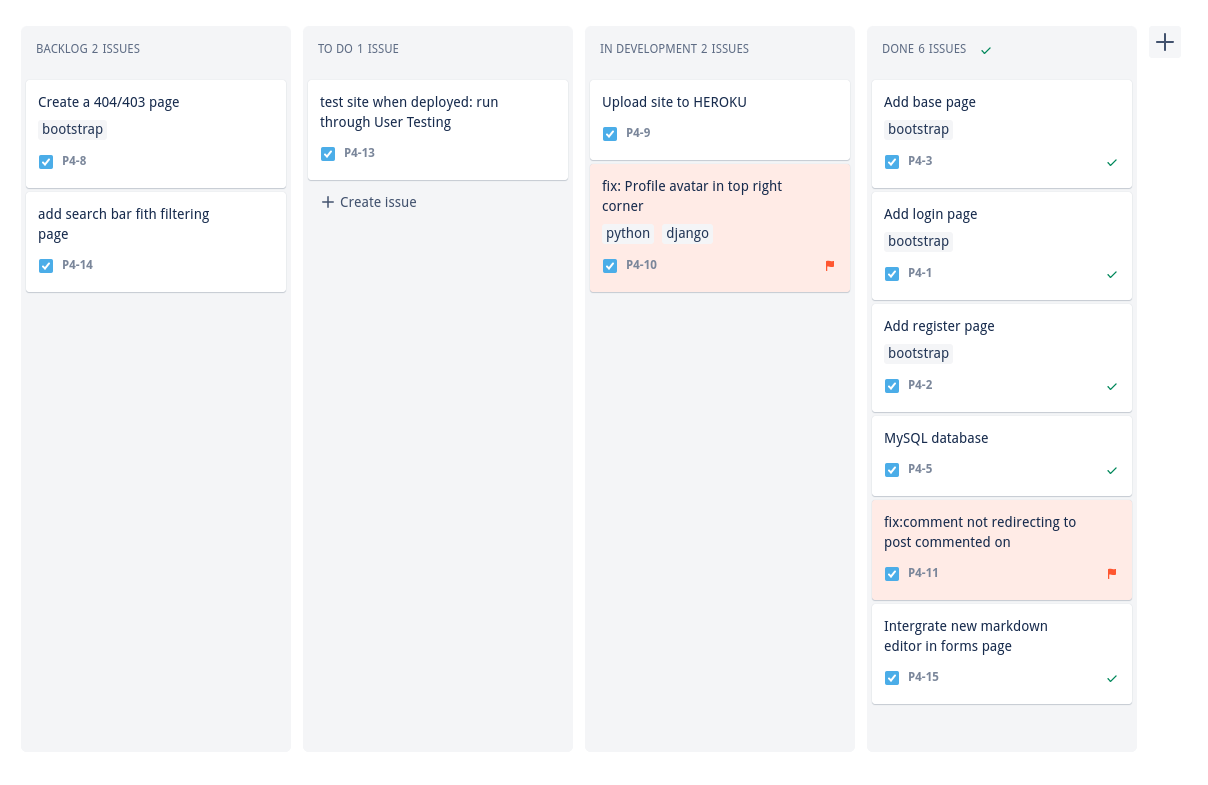 BACKLOG 2 ISSUES
Create a 404/403 page
bootstrap
P4-8
add search bar fith filtering
page
P4-14
TO DO 1 ISSUE
test site when deployed: run
through User Testing
P4-13
Create issue
IN DEVELOPMENT 2 ISSUES
Upload site to HEROKU
P4-9
fix: Profile avatar in top right
corner
python django
P4-10
DONE 6 ISSUES
Add base page
bootstrap
P4-3
Add login page
bootstrap
P4-1
Add register page
bootstrap
P4-2
MySQL database
P4-5
fix:comment not redirecting to
post commented on
P4-11
Intergrate new markdown
editor in forms page
P4-15